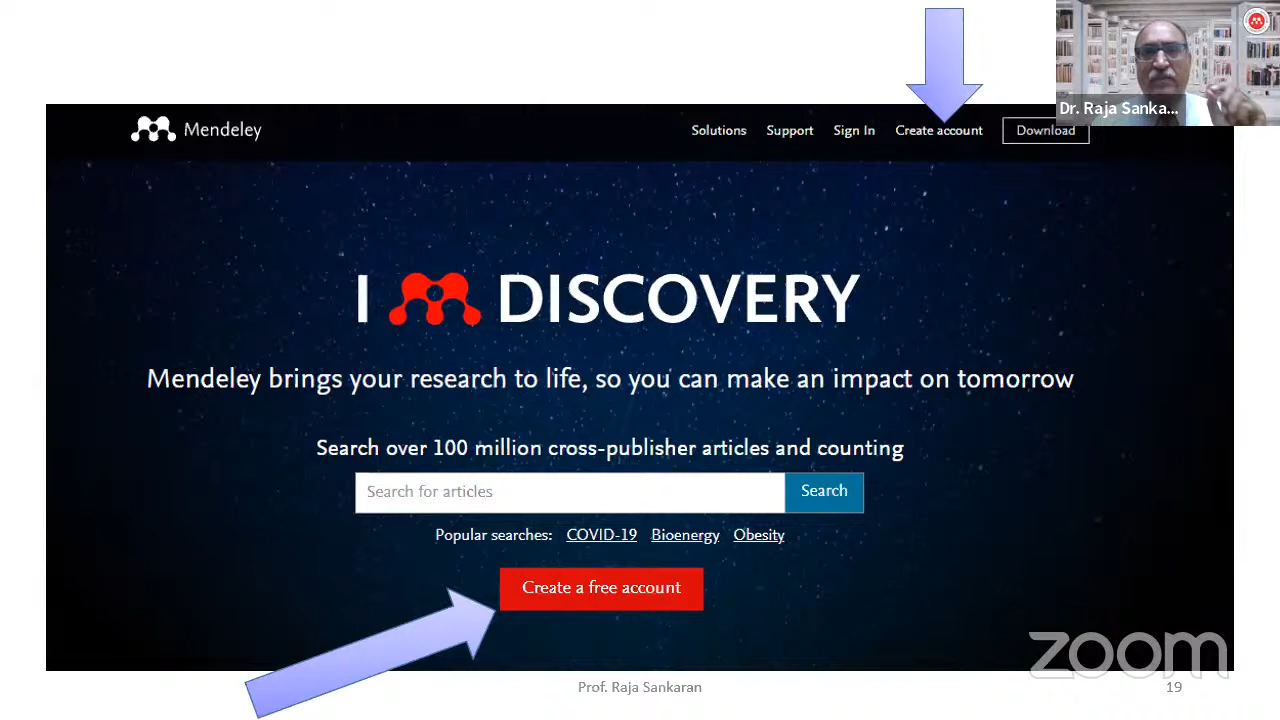 Dr. Raja Sanka...
Mendeley
Solutions Support Sign In Create account Download
I DISCOVERY
Mendeley brings your research to life, so you can make an impact on tomorrow
Search over 100 million cross-publisher articles and counting
Search for articles Search
Popular searches: COVID-19 Bioenergy Obesity
Create a free account
zoom
Prof. Raja Sankaran 19